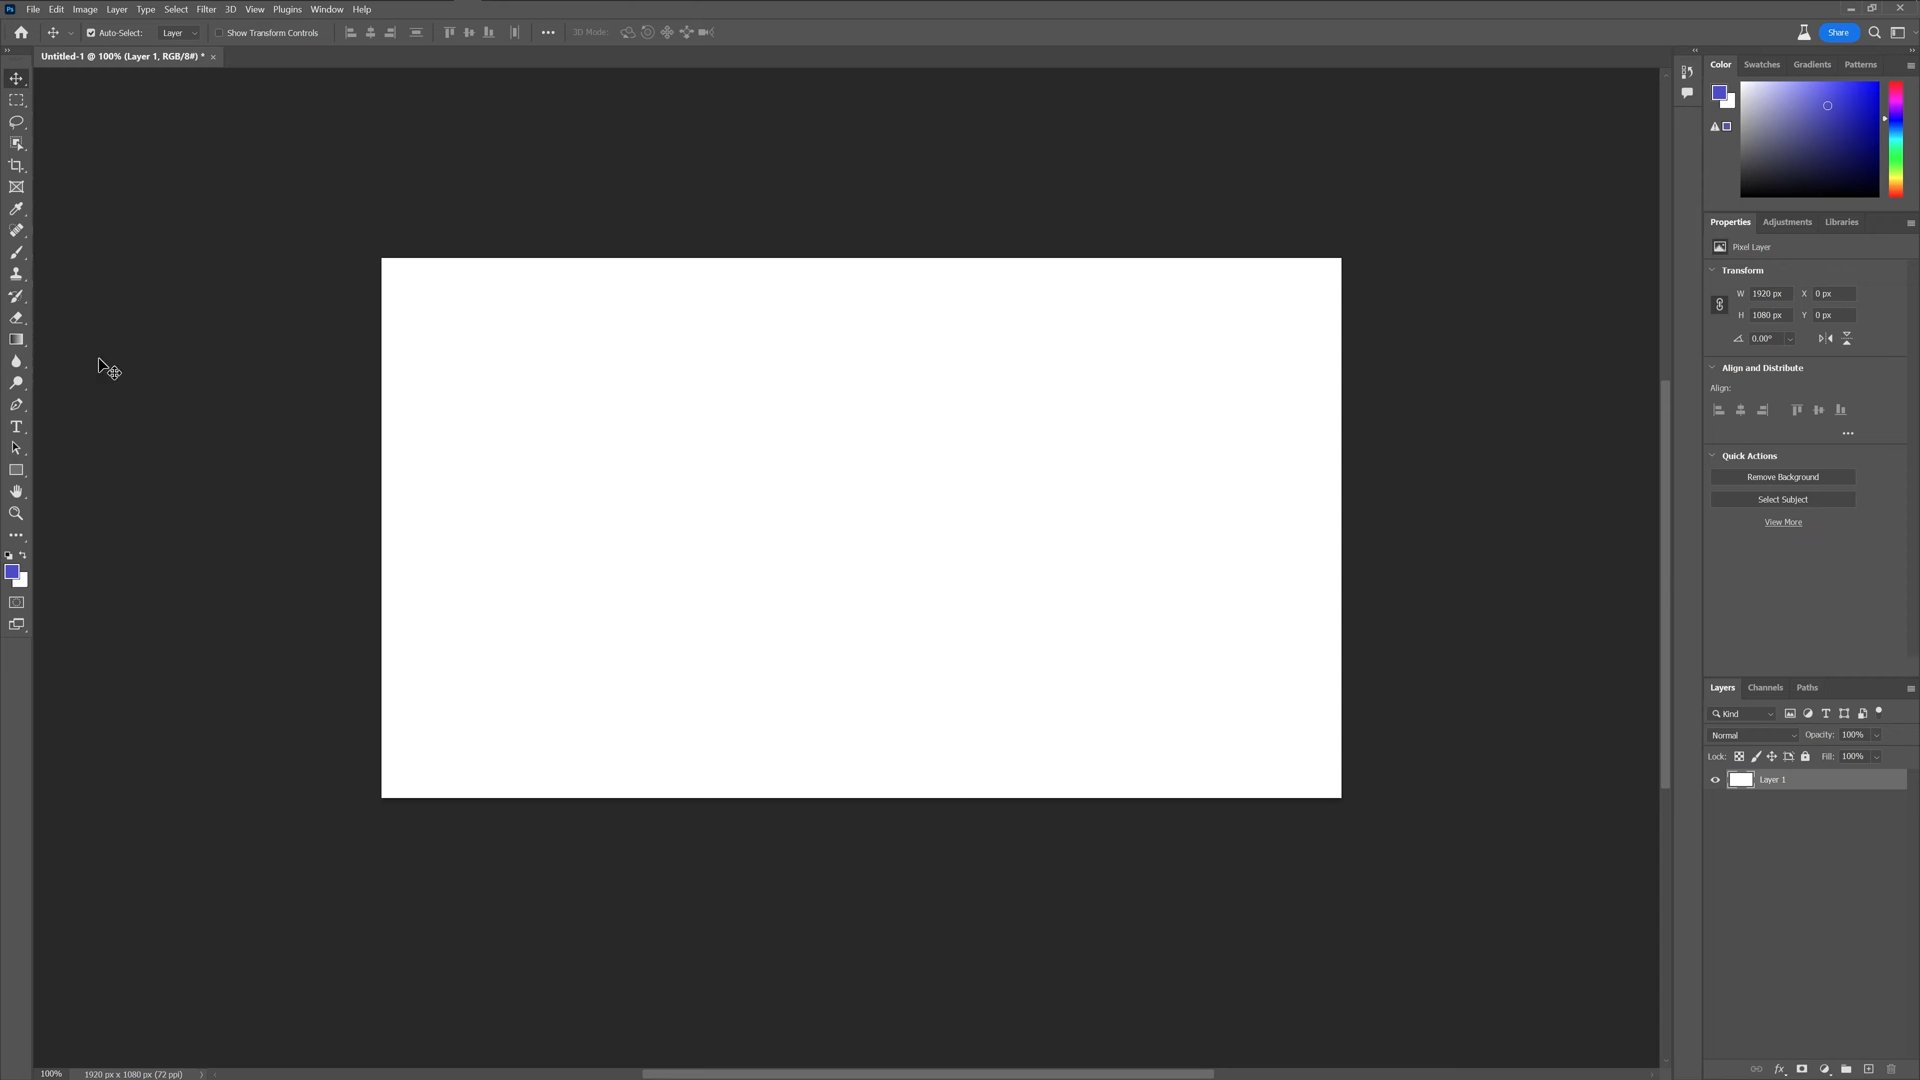 Ps File Edit Image Layer Type Select Filter 3D View Plugins Window Help
Auto-Select: Layer Show Transform Controls 3D Mode: Share
Untitled-1 @ 100% (Layer 1, RGB/8#) * ×
Color Swatches Gradients Patterns
Properties Adjustments Libraries
Pixel Layer
Transform
W 1920 px X 0 px
H 1080 px Y 0 px
0.00°
Align and Distribute
Align:
Quick Actions
Remove Background
Select Subject
View More
Layers Channels Paths
Kind
Normal Opacity: 100%
Lock: Fill: 100%
Layer 1
fx
100% 1920 px x 1080 px (72 ppi)